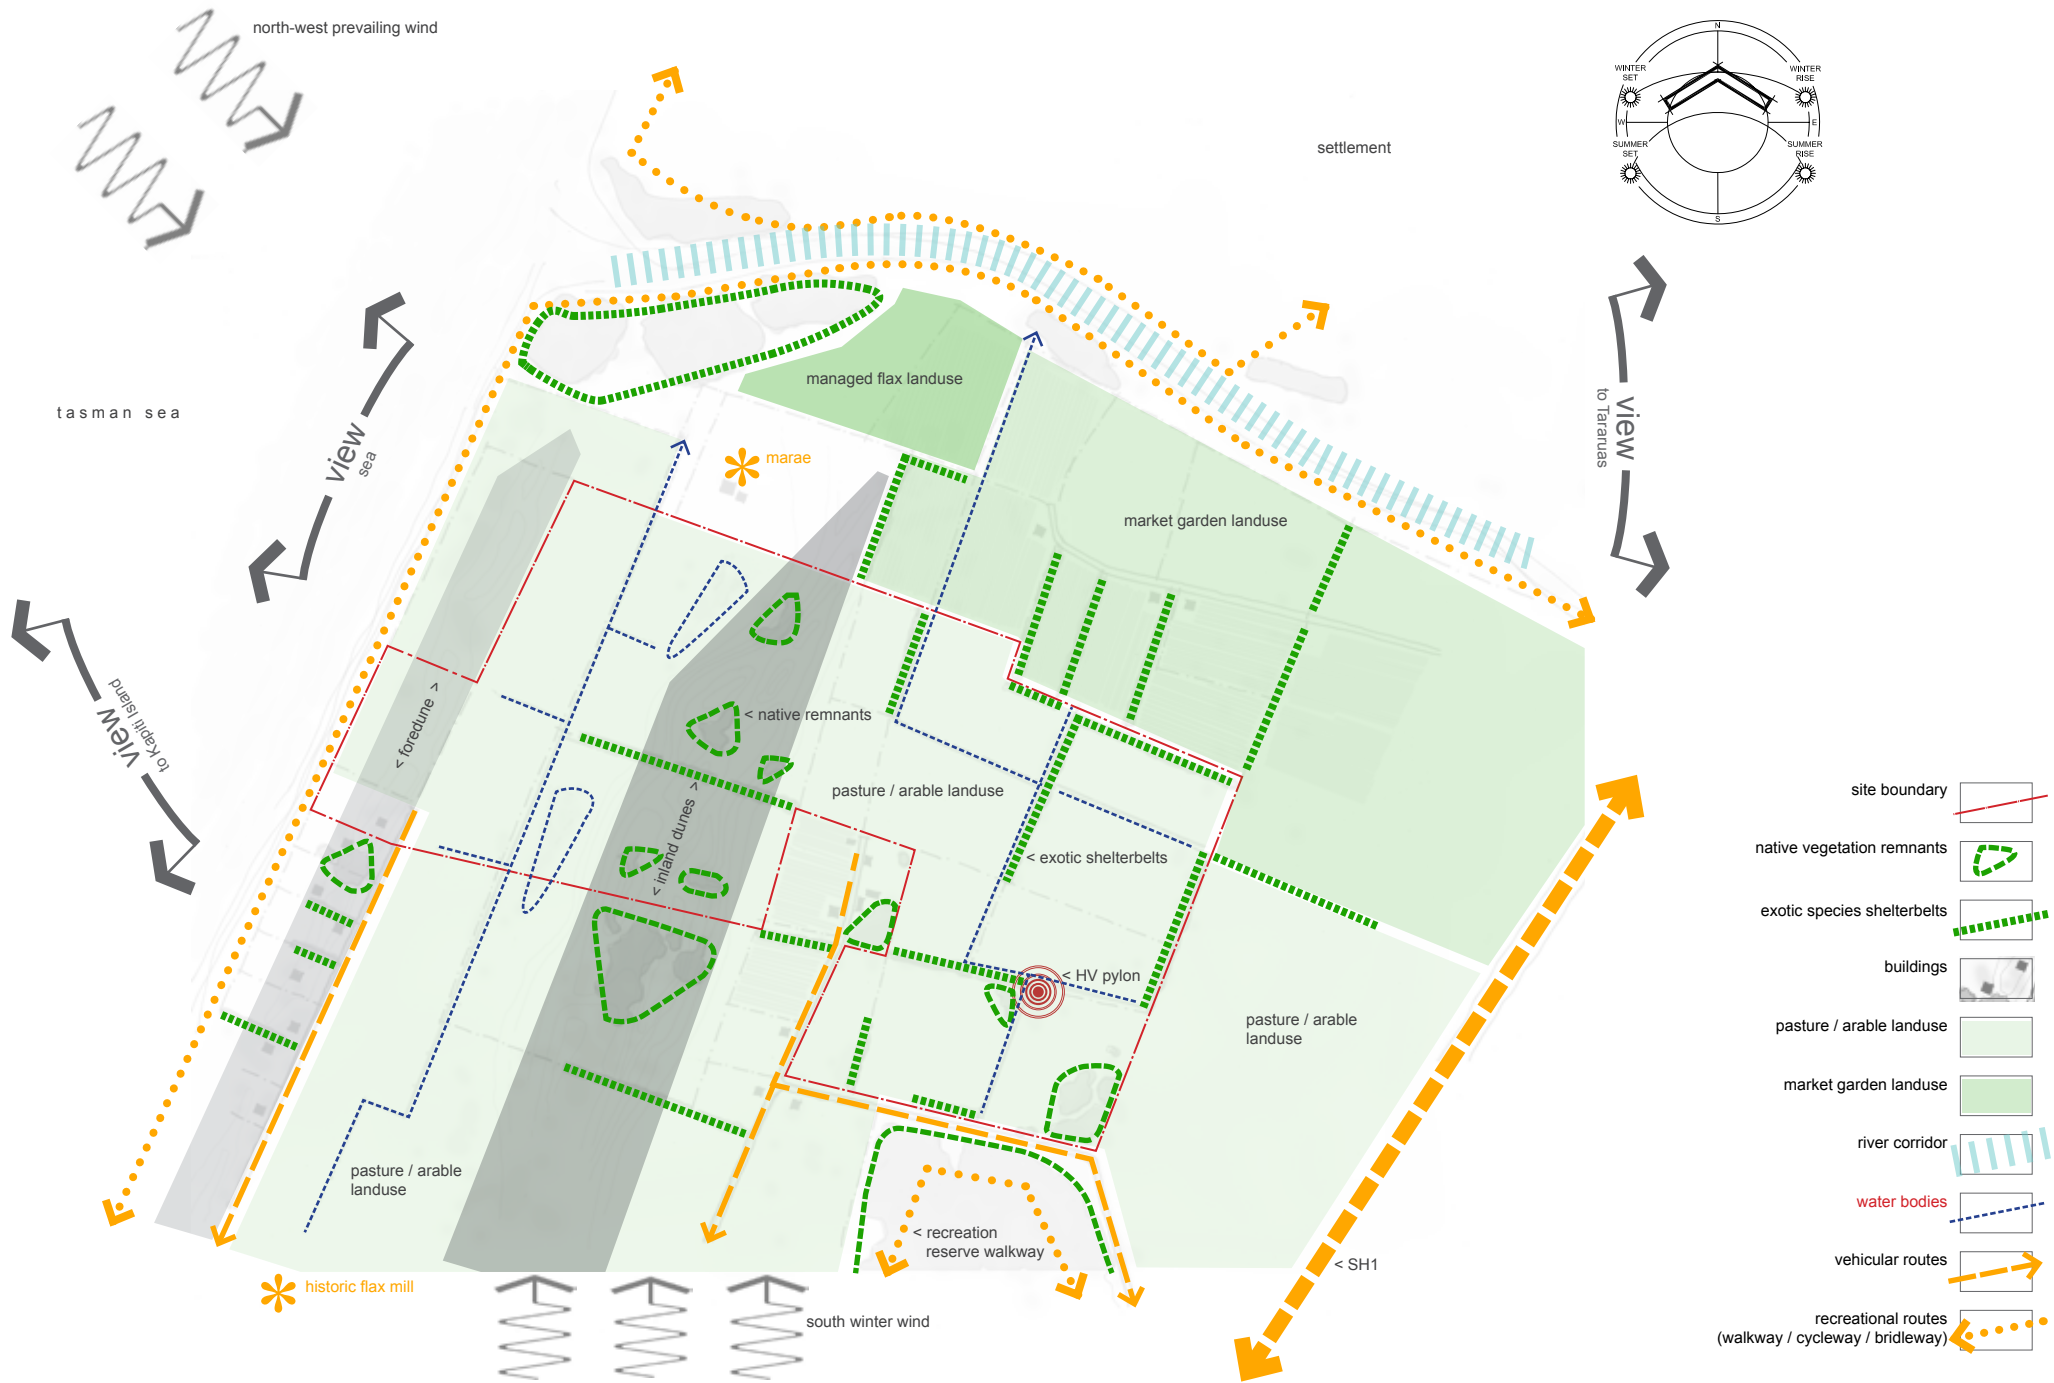 north-west prevailing wind
N
WINTER
SET
WINTER
RISE
W
E
SUMMER
SET
SUMMER
RISE
S
settlement
view
to Tararuas
managed flax landuse
tasman sea
view
sea
marae
market garden landuse
view
to Kapiti Island
< foredune >
< native remnants
pasture / arable landuse
< inland dunes >
< exotic shelterbelts
< HV pylon
pasture / arable
landuse
pasture / arable
landuse
< recreation
reserve walkway
< SH1
historic flax mill
south winter wind
site boundary
native vegetation remnants
exotic species shelterbelts
buildings
pasture / arable landuse
market garden landuse
river corridor
water bodies
vehicular routes
recreational routes
(walkway / cycleway / bridleway)